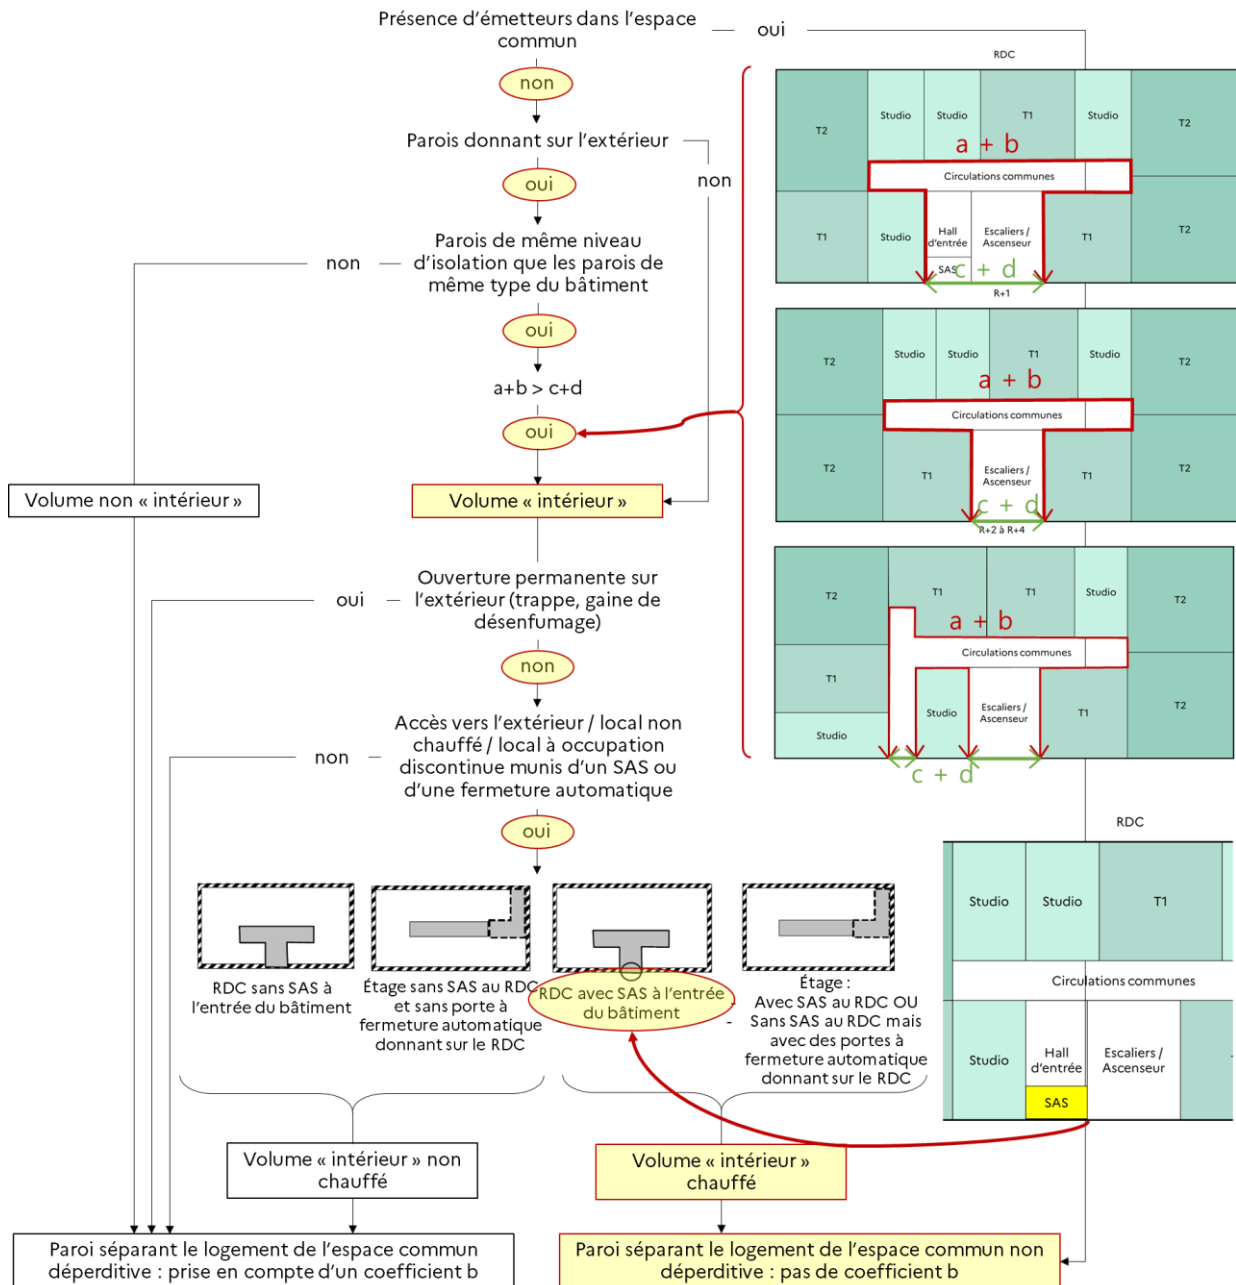 Présence d’émetteurs dans l’espace
commun
oui
non
Parois donnant sur l’extérieur
oui
non
Parois de même niveau
d’isolation que les parois de
même type du bâtiment
non
oui
a+b > c+d
oui
Volume non « intérieur »
Volume « intérieur »
Ouverture permanente sur
l’extérieur (trappe, gaine de
désenfumage)
oui
non
Accès vers l’extérieur / local non
chauffé / local à occupation
discontinue munis d’un SAS ou
d’une fermeture automatique
non
oui
RDC sans SAS à
l’entrée du bâtiment
Étage sans SAS au RDC
et sans porte à
fermeture automatique
donnant sur le RDC
RDC avec SAS à l’entrée
du bâtiment
Étage :
- Avec SAS au RDC OU
- Sans SAS au RDC mais
avec des portes à
fermeture automatique
donnant sur le RDC
Volume « intérieur » non
chauffé
Volume « intérieur »
chauffé
Paroi séparant le logement de l’espace commun
déperditive : prise en compte d’un coefficient b
Paroi séparant le logement de l’espace commun non
déperditive : pas de coefficient b
RDC
T2
Studio
Studio
T1
Studio
T2
a + b
Circulations communes
T1
Studio
Hall
d’entrée
SAS
Escaliers /
Ascenseur
T1
T2
c + d
R+1
T2
Studio
Studio
T1
Studio
T2
a + b
Circulations communes
T2
T1
Escaliers /
Ascenseur
T1
T2
c + d
R+2 à R+4
T2
T1
T1
Studio
T2
a + b
Circulations communes
T1
Studio
Studio
Escaliers /
Ascenseur
T1
T2
c + d
RDC
Studio
Studio
T1
Circulations communes
Studio
Hall
d’entrée
Escaliers /
Ascenseur
SAS